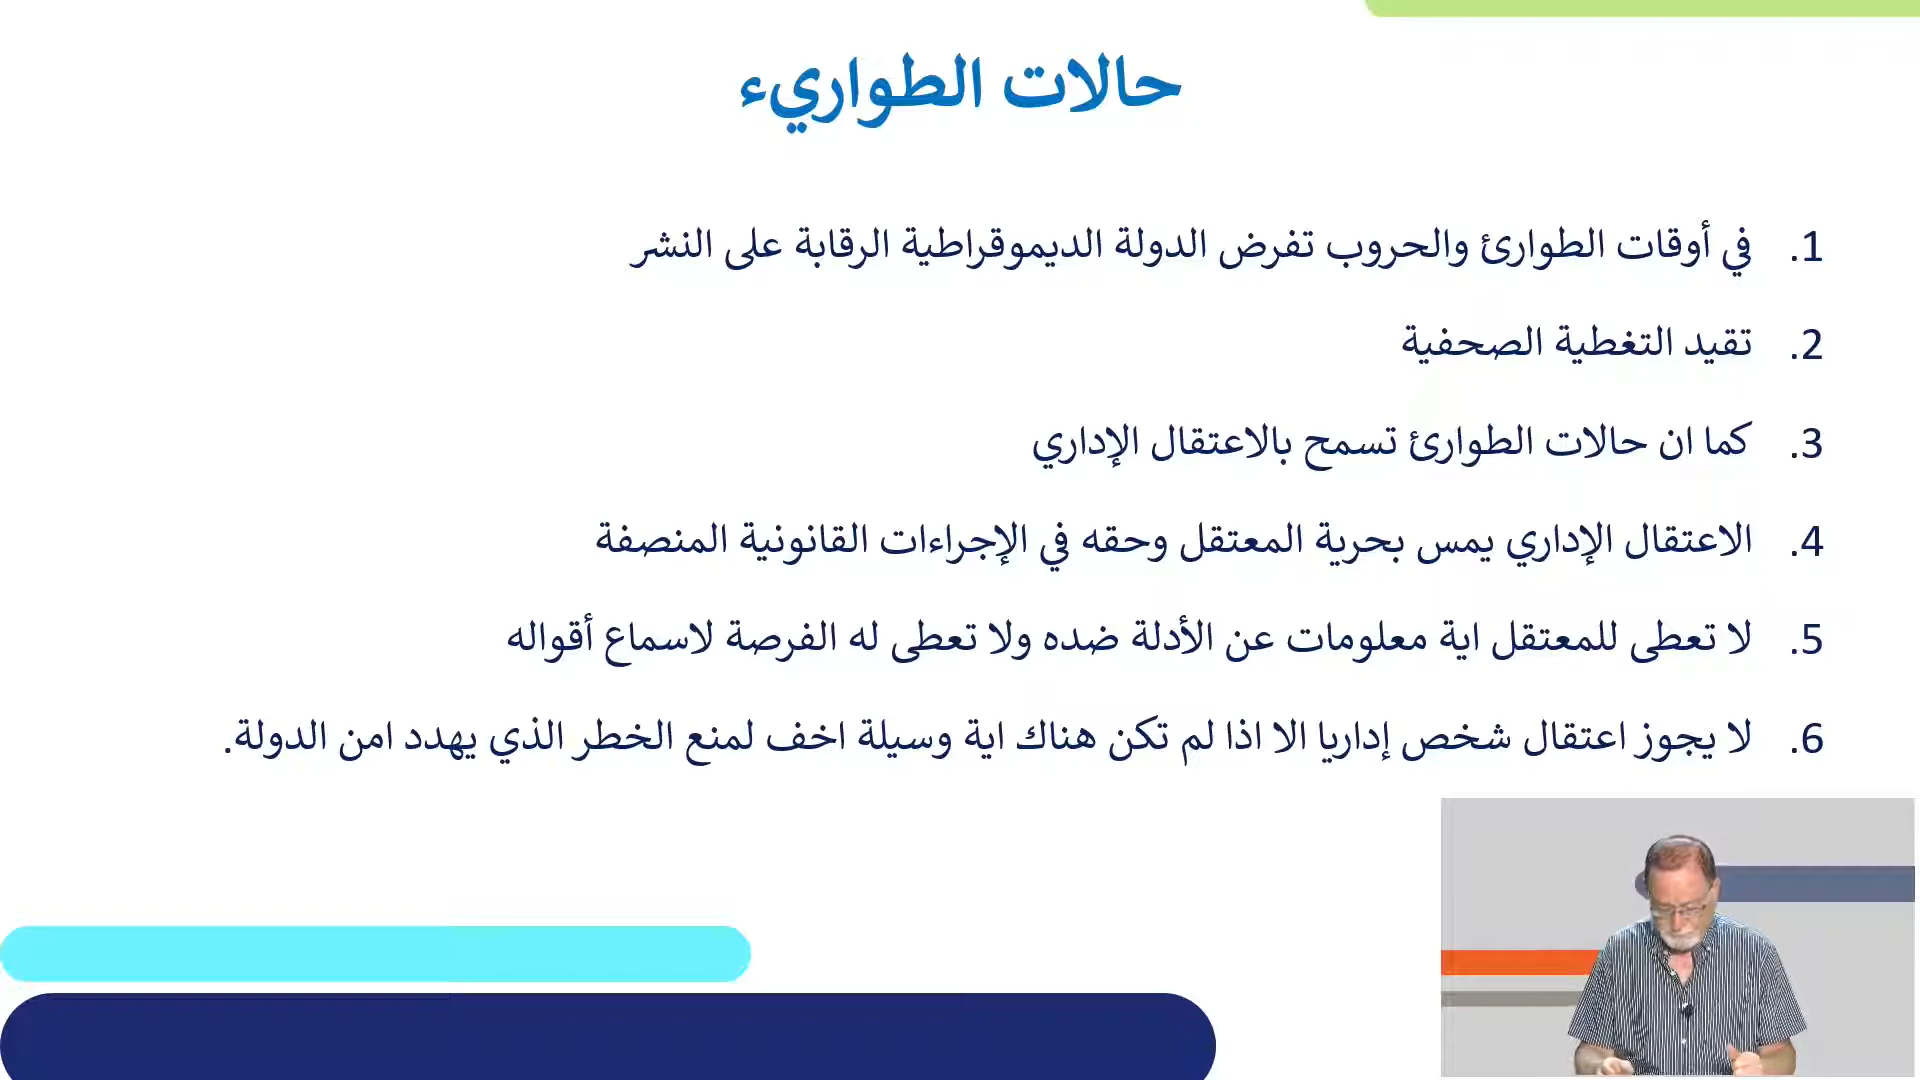 حالات الطواريء
1. في أوقات الطوارئ والحروب تفرض الدولة الديموقراطية الرقابة على النشر
2. تقيد التغطية الصحفية
3. كما ان حالات الطوارئ تسمح بالاعتقال الإداري
4. الاعتقال الإداري يمس بحرية المعتقل وحقه في الإجراءات القانونية المنصفة
5. لا تعطى للمعتقل اية معلومات عن الأدلة ضده ولا تعطى له الفرصة لاسماع أقواله
6. لا يجوز اعتقال شخص إداريا الا اذا لم تكن هناك اية وسيلة اخف لمنع الخطر الذي يهدد امن الدولة.